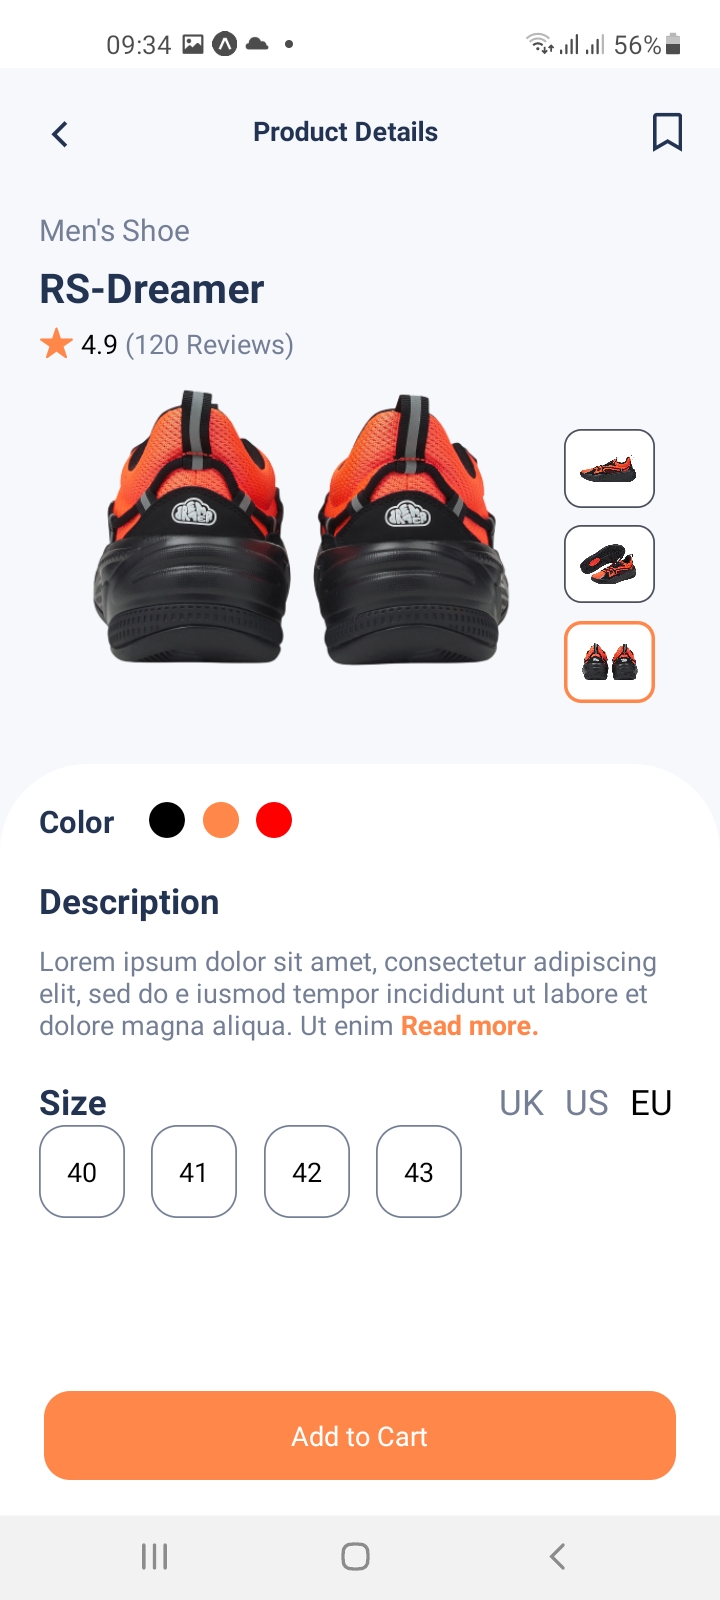 09:34
56%
Product Details
Men's Shoe
RS-Dreamer
4.9 (120 Reviews)
Color
Description
Lorem ipsum dolor sit amet, consectetur adipiscing
elit, sed do e iusmod tempor incididunt ut labore et
dolore magna aliqua. Ut enim Read more.
Size
UK US EU
40 41 42 43
Add to Cart